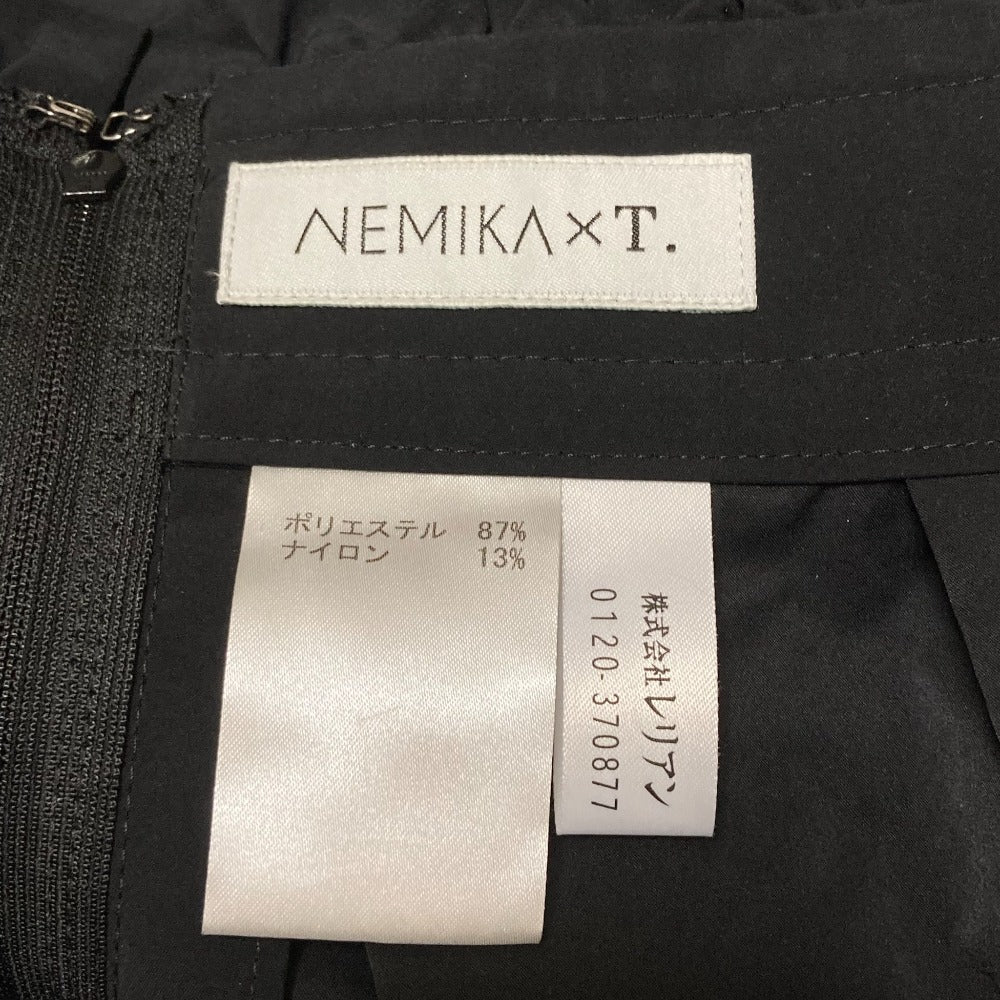 NEMIKA×T.
ポリエステル 87%
ナイロン 13%
株式会社レリアン
0120-370877